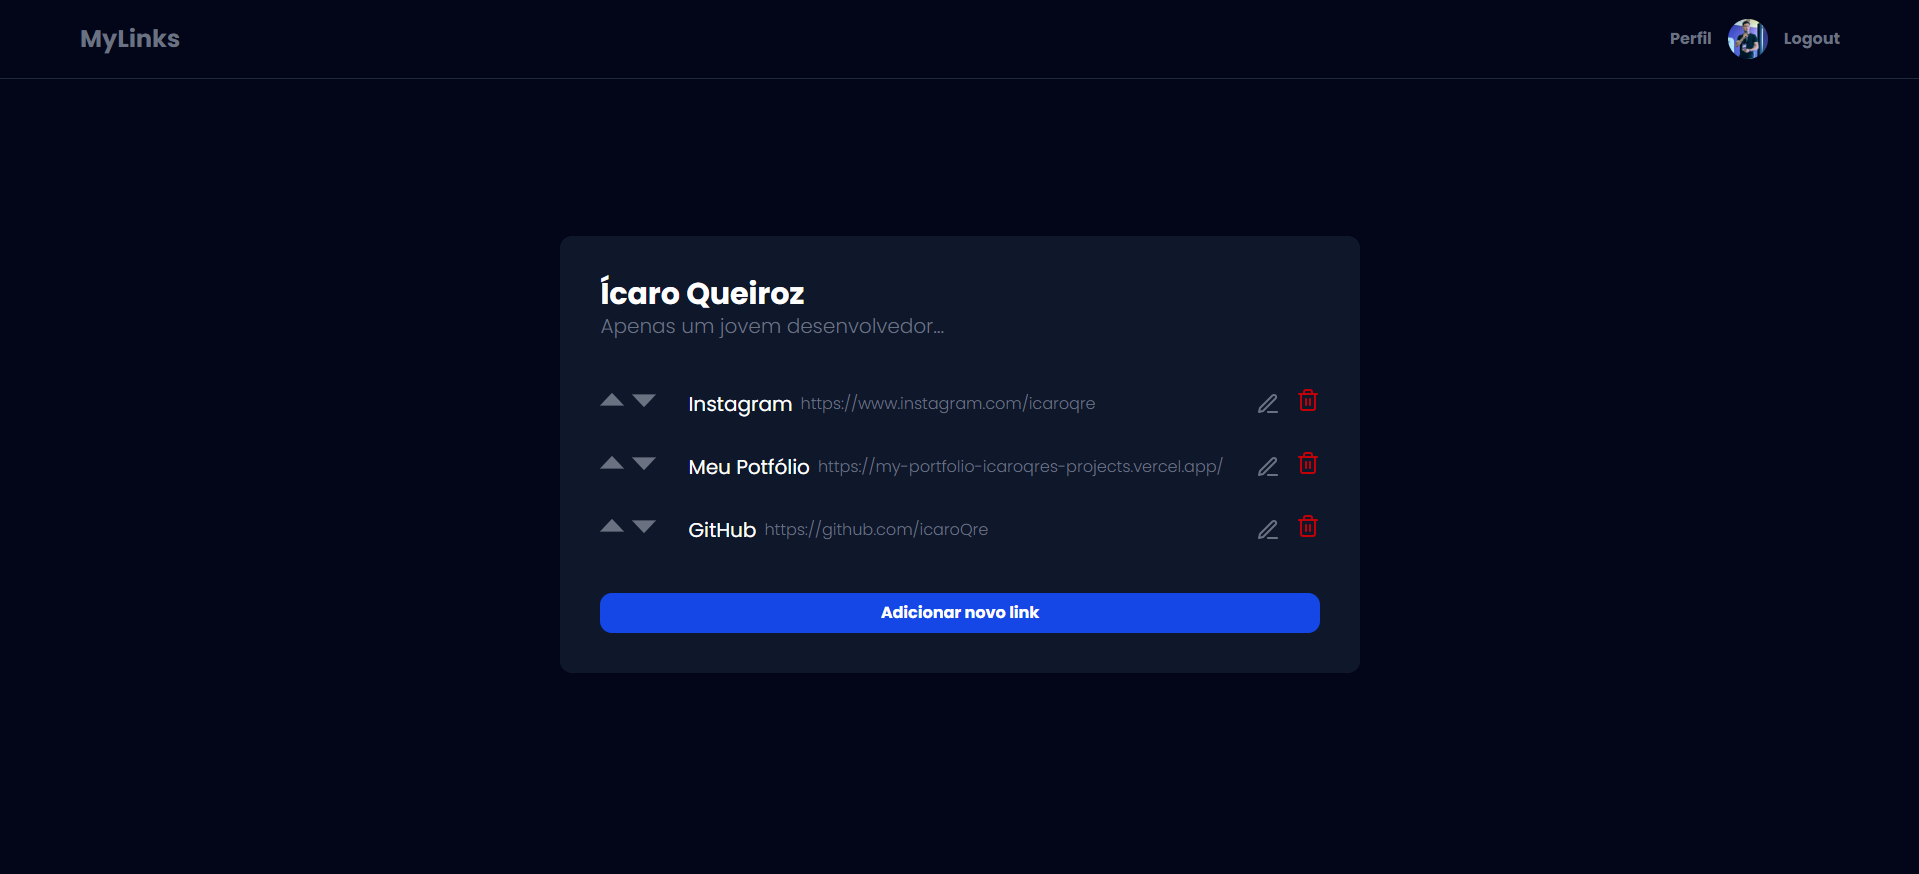 MyLinks
Perfil Logout
Ícaro Queiroz
Apenas um jovem desenvolvedor...
Instagram https://www.instagram.com/icaroqre
Meu Potfólio https://my-portfolio-icaroqres-projects.vercel.app/
GitHub https://github.com/icaroQre
Adicionar novo link